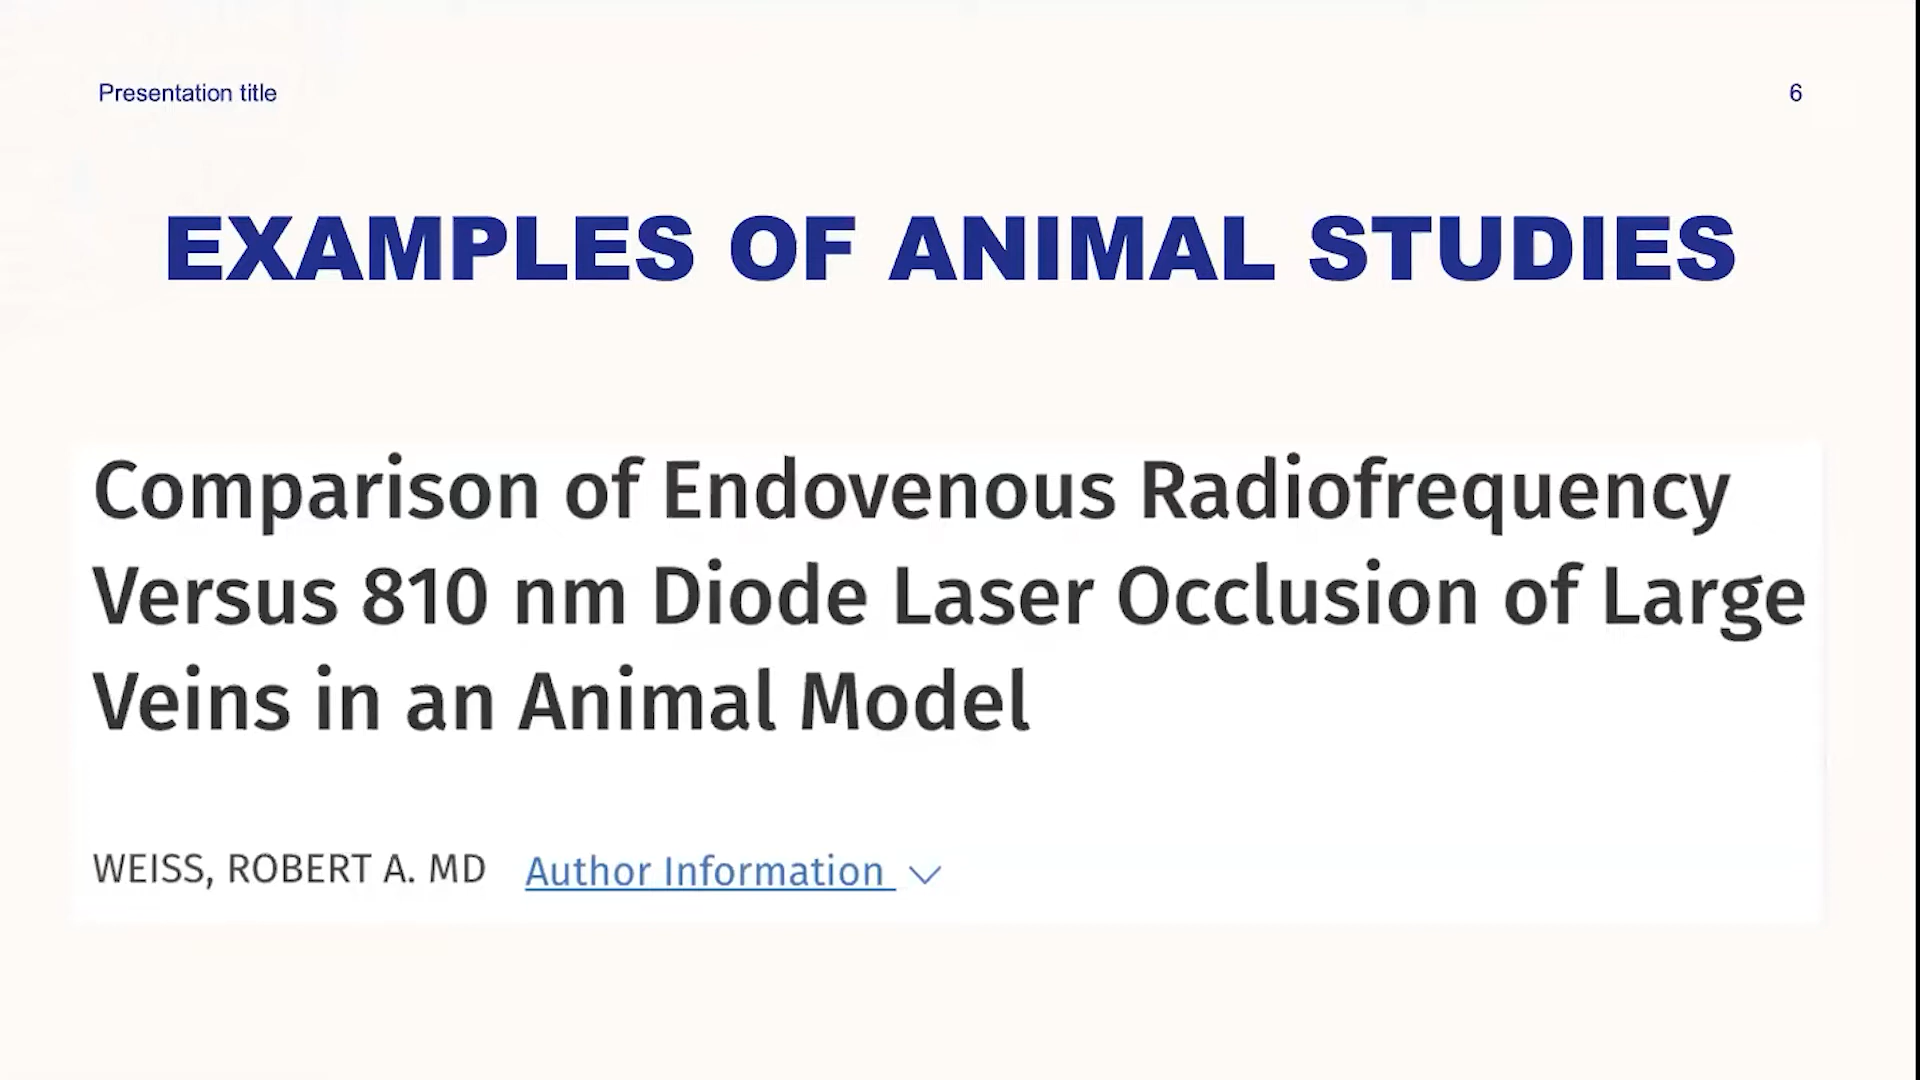 Presentation title
6
EXAMPLES OF ANIMAL STUDIES
Comparison of Endovenous Radiofrequency
Versus 810 nm Diode Laser Occlusion of Large
Veins in an Animal Model
WEISS, ROBERT A. MD Author Information